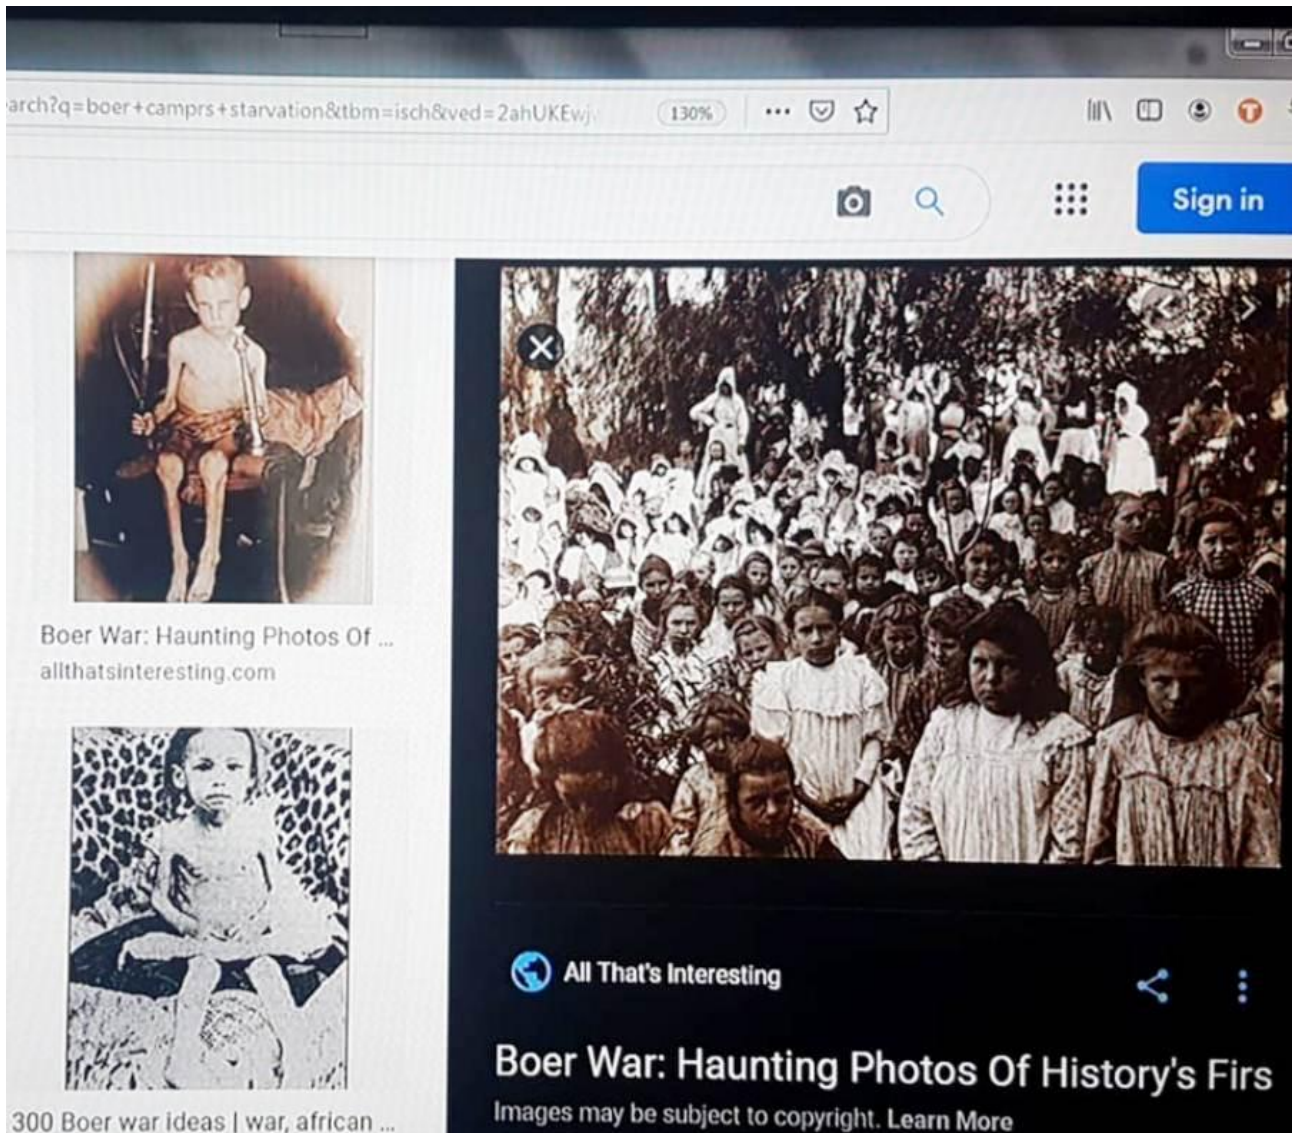 arch?q=boer+camprs+starvation&tbm=isch&ved=2ahUKEwj
130%
Sign in
Boer War: Haunting Photos Of ...
allthatsinteresting.com
300 Boer war ideas | war, african ...
All That's Interesting
Boer War: Haunting Photos Of History's Firs
Images may be subject to copyright. Learn More